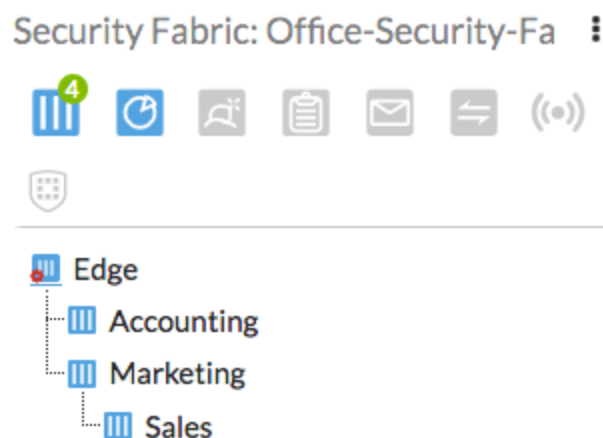 Security Fabric: Office-Security-Fa
4
Edge
Accounting
Marketing
Sales